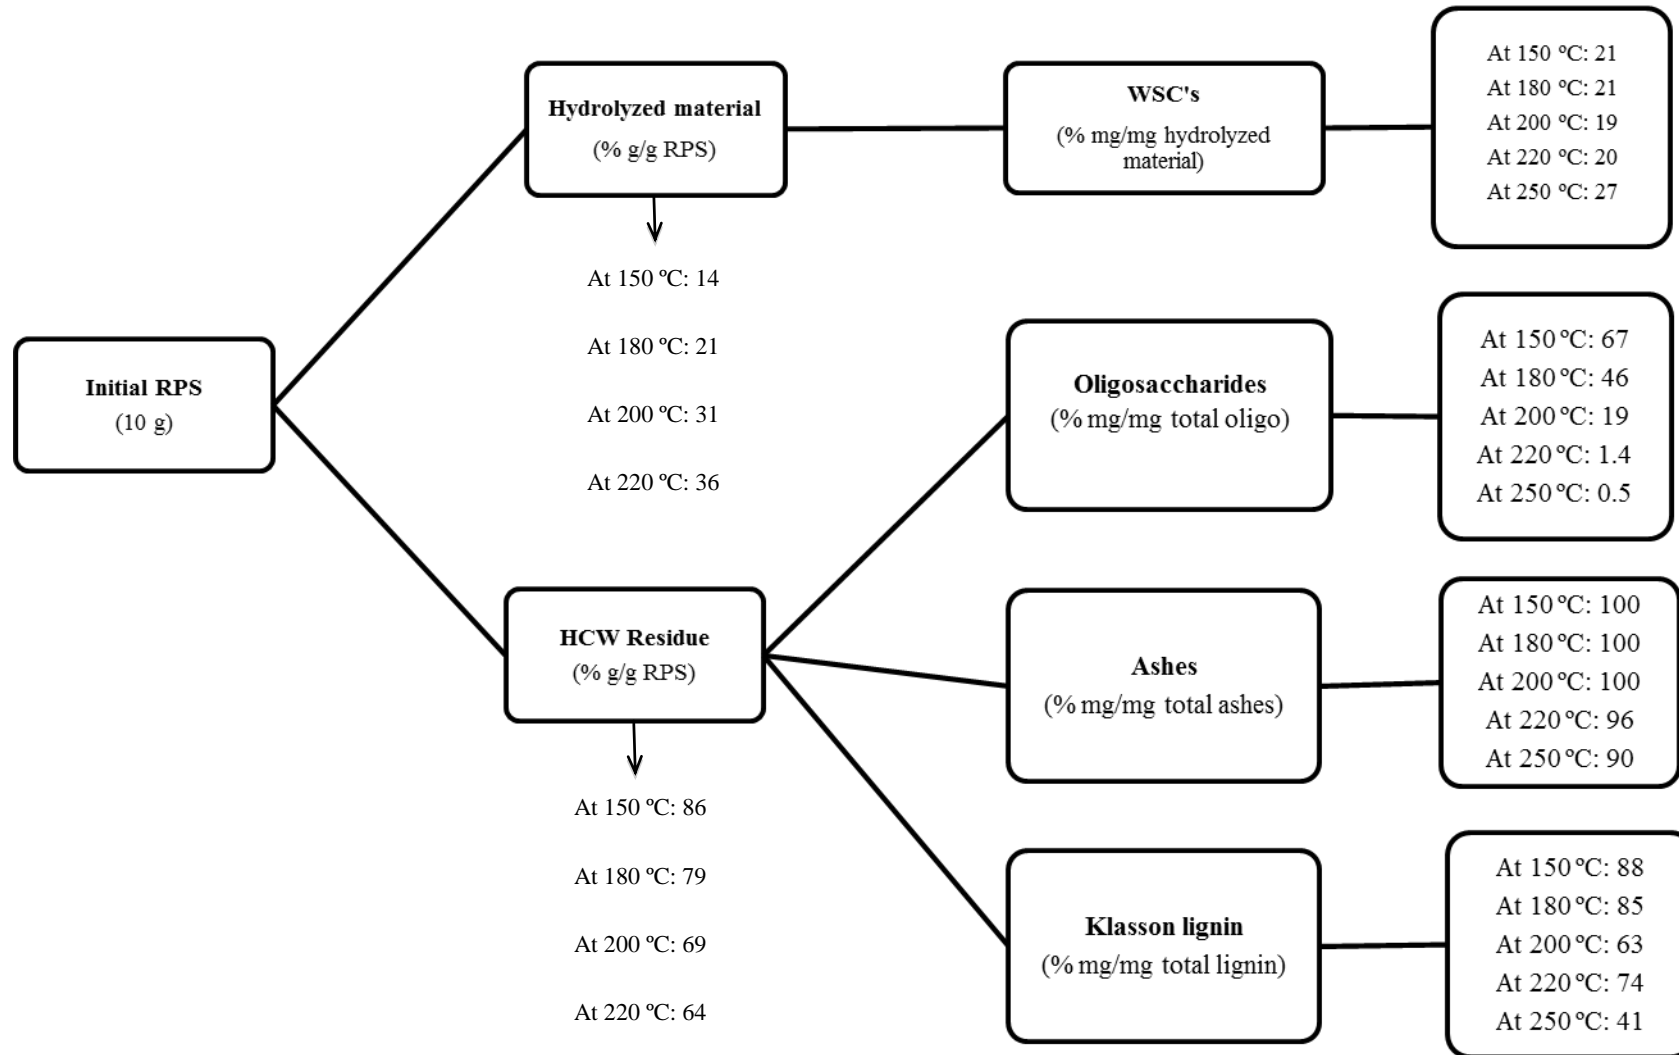 Initial RPS
(10 g)
Hydrolyzed material
(% g/g RPS)
At 150 ºC: 14
At 180 ºC: 21
At 200 ºC: 31
At 220 ºC: 36
WSC's
(% mg/mg hydrolyzed
material)
At 150 ºC: 21
At 180 ºC: 21
At 200 ºC: 19
At 220 ºC: 20
At 250 ºC: 27
HCW Residue
(% g/g RPS)
At 150 ºC: 86
At 180 ºC: 79
At 200 ºC: 69
At 220 ºC: 64
Oligosaccharides
(% mg/mg total oligo)
At 150 ºC: 67
At 180 ºC: 46
At 200 ºC: 19
At 220 ºC: 1.4
At 250 ºC: 0.5
Ashes
(% mg/mg total ashes)
At 150 ºC: 100
At 180 ºC: 100
At 200 ºC: 100
At 220 ºC: 96
At 250 ºC: 90
Klasson lignin
(% mg/mg total lignin)
At 150 ºC: 88
At 180 ºC: 85
At 200 ºC: 63
At 220 ºC: 74
At 250 ºC: 41